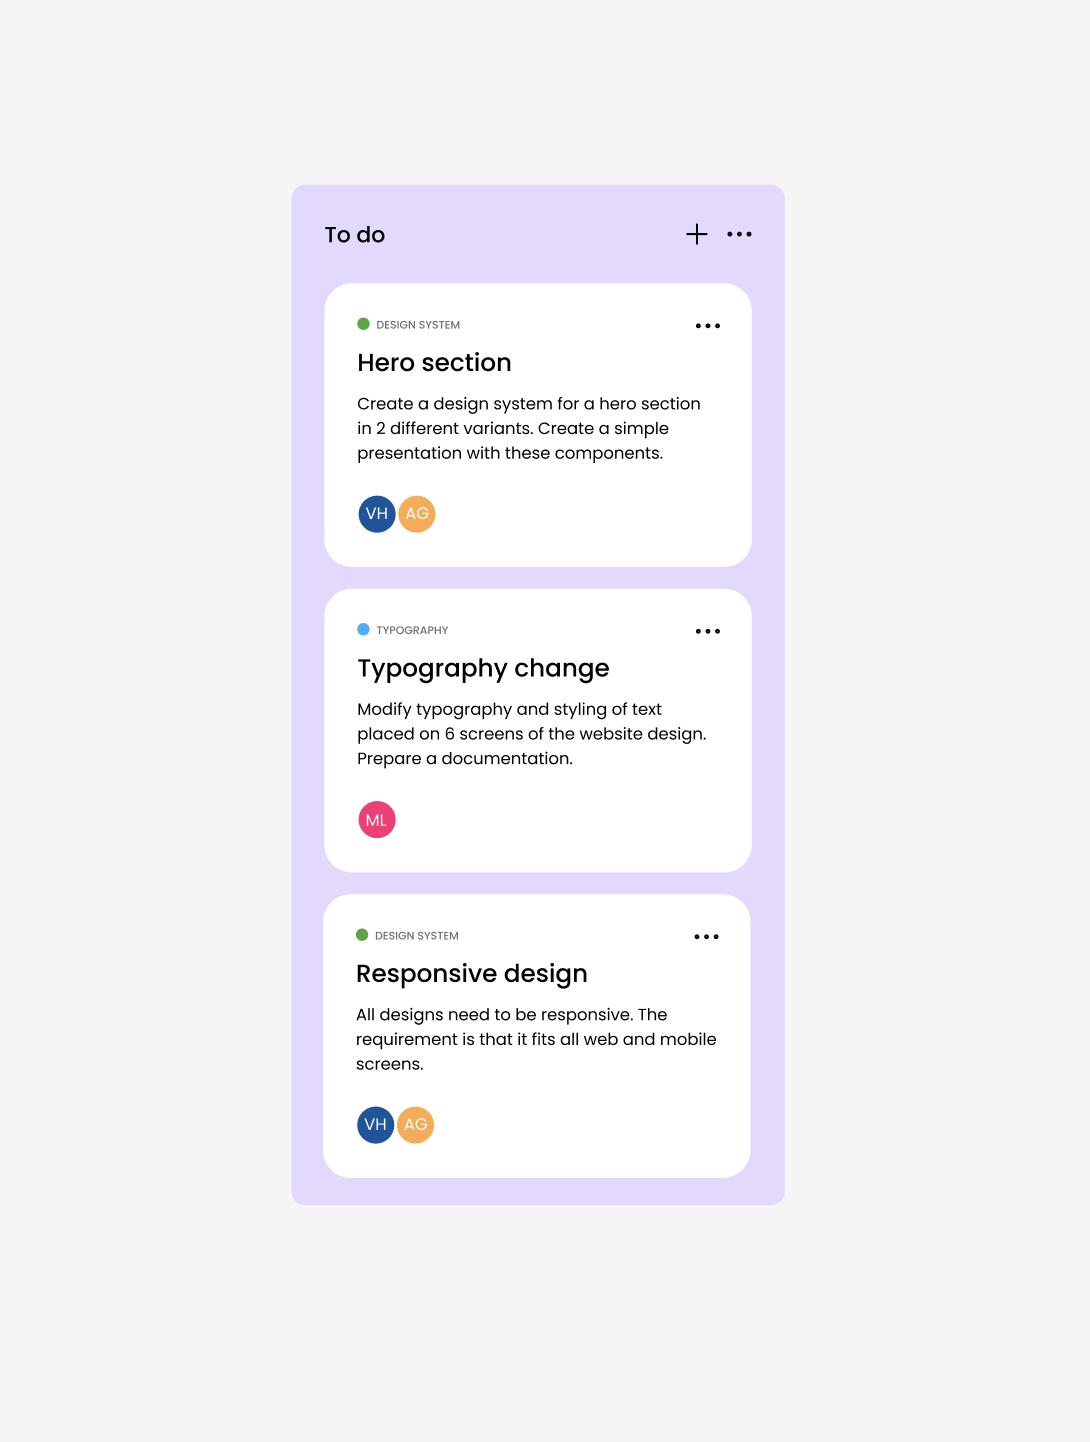 To do
DESIGN SYSTEM
Hero section
Create a design system for a hero section
in 2 different variants. Create a simple
presentation with these components.
VH AG
TYPOGRAPHY
Typography change
Modify typography and styling of text
placed on 6 screens of the website design.
Prepare a documentation.
ML
DESIGN SYSTEM
Responsive design
All designs need to be responsive. The
requirement is that it fits all web and mobile
screens.
VH AG